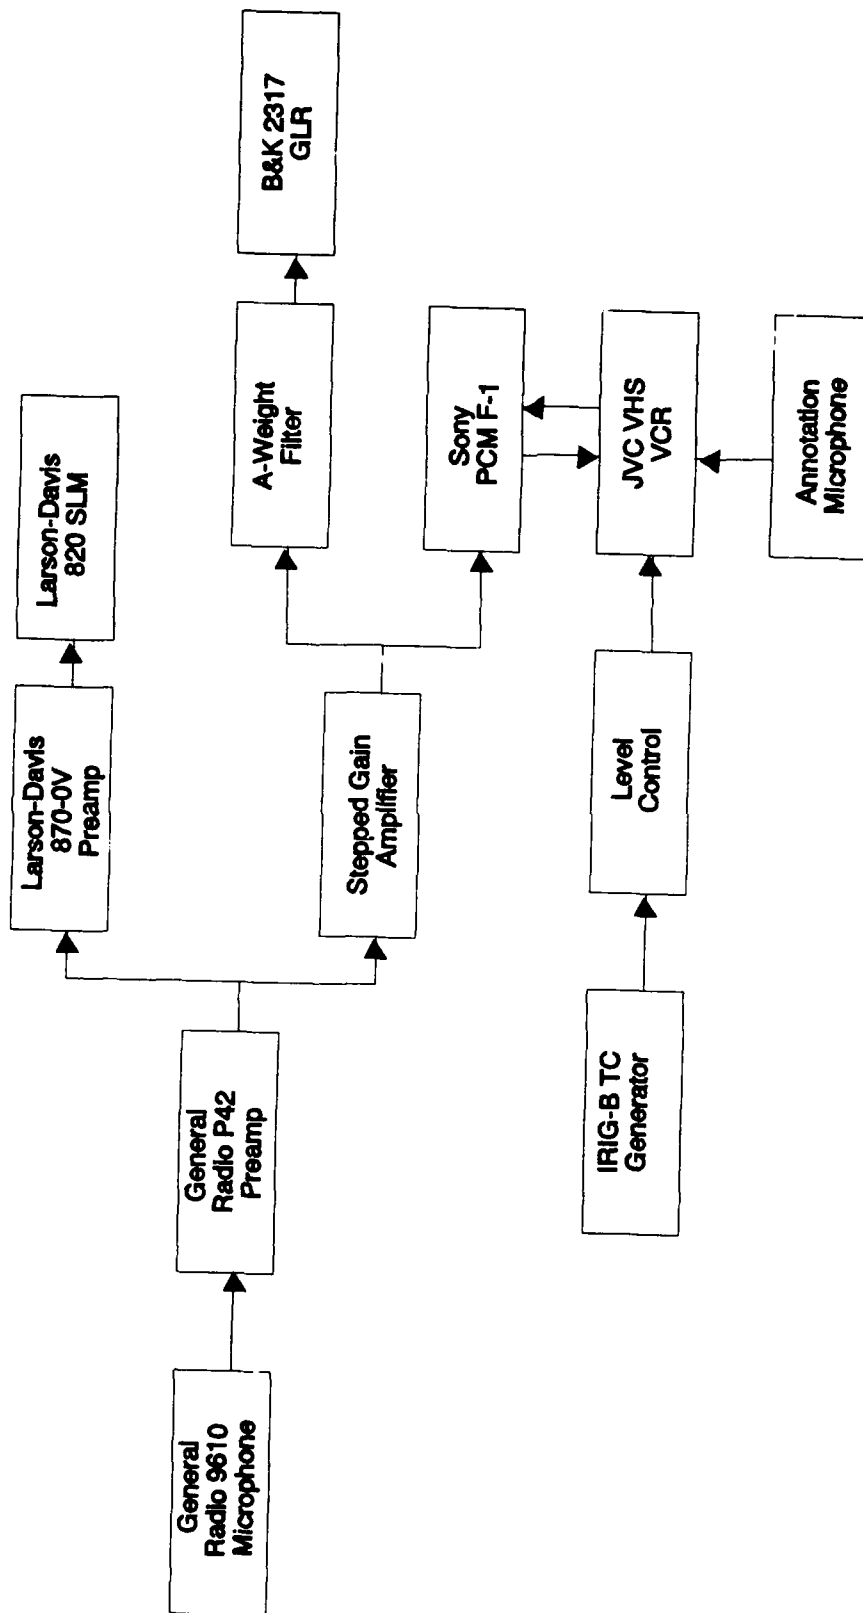 General
Radio 9610
Microphone
General
Radio P42
Preamp
Larson-Davis
870-0V
Preamp
Larson-Davis
820 SLM
Stepped Gain
Amplifier
A-Weight
Filter
B&K 2317
GLR
Sony
PCM F-1
IRIG-B TC
Generator
Level
Control
JVC VHS
VCR
Annotation
Microphone